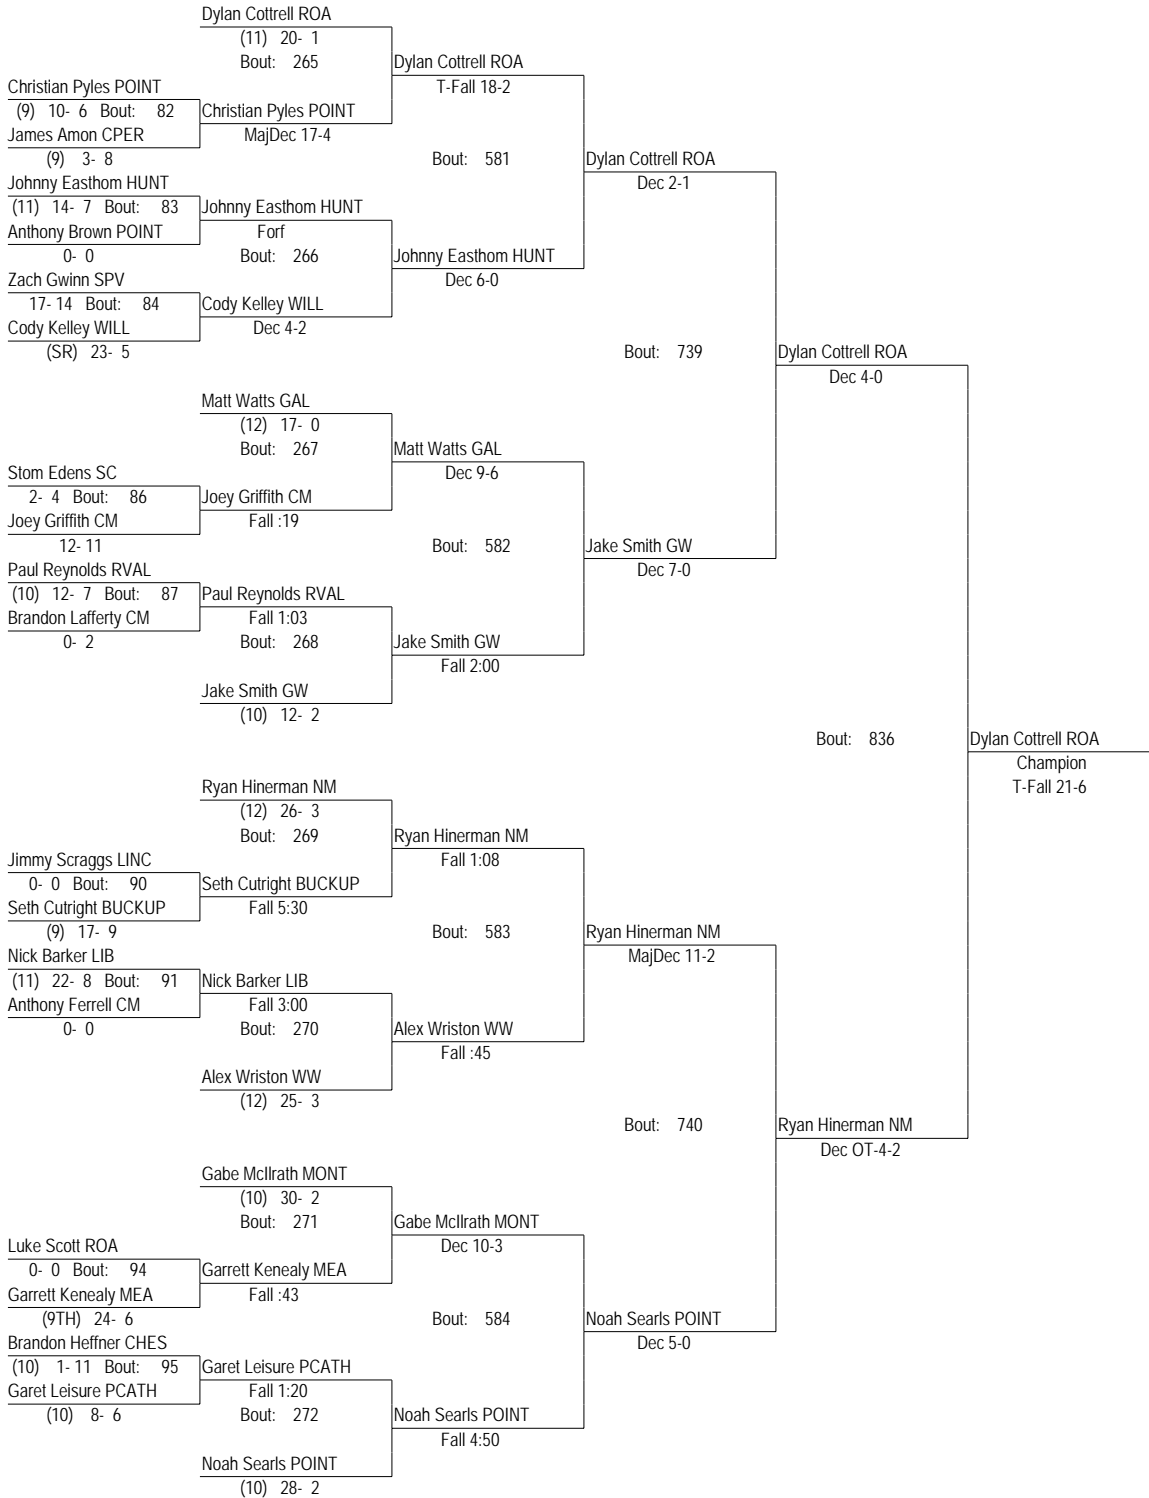 Dylan Cottrell ROA
(11) 20- 1
Bout: 265
Dylan Cottrell ROA
T-Fall 18-2
Christian Pyles POINT
(9) 10- 6 Bout: 82
Christian Pyles POINT
MajDec 17-4
James Amon CPER
(9) 3- 8
Bout: 581
Dylan Cottrell ROA
Dec 2-1
Johnny Easthom HUNT
(11) 14- 7 Bout: 83
Johnny Easthom HUNT
Forf
Anthony Brown POINT
0- 0
Bout: 266
Johnny Easthom HUNT
Dec 6-0
Zach Gwinn SPV
17- 14 Bout: 84
Cody Kelley WILL
Dec 4-2
Cody Kelley WILL
(SR) 23- 5
Bout: 739
Dylan Cottrell ROA
Dec 4-0
Matt Watts GAL
(12) 17- 0
Bout: 267
Matt Watts GAL
Dec 9-6
Stom Edens SC
2- 4 Bout: 86
Joey Griffith CM
Fall :19
Joey Griffith CM
12- 11
Bout: 582
Jake Smith GW
Dec 7-0
Paul Reynolds RVAL
(10) 12- 7 Bout: 87
Paul Reynolds RVAL
Fall 1:03
Brandon Lafferty CM
0- 2
Bout: 268
Jake Smith GW
Fall 2:00
Jake Smith GW
(10) 12- 2
Bout: 836
Dylan Cottrell ROA
Champion
T-Fall 21-6
Ryan Hinerman NM
(12) 26- 3
Bout: 269
Ryan Hinerman NM
Fall 1:08
Jimmy Scraggs LINC
0- 0 Bout: 90
Seth Cutright BUCKUP
Fall 5:30
Seth Cutright BUCKUP
(9) 17- 9
Bout: 583
Ryan Hinerman NM
MajDec 11-2
Nick Barker LIB
(11) 22- 8 Bout: 91
Nick Barker LIB
Fall 3:00
Anthony Ferrell CM
0- 0
Bout: 270
Alex Wriston WW
Fall :45
Alex Wriston WW
(12) 25- 3
Bout: 740
Ryan Hinerman NM
Dec OT-4-2
Gabe McIlrath MONT
(10) 30- 2
Bout: 271
Gabe McIlrath MONT
Dec 10-3
Luke Scott ROA
0- 0 Bout: 94
Garrett Kenealy MEA
Fall :43
Garrett Kenealy MEA
(9TH) 24- 6
Bout: 584
Noah Searls POINT
Dec 5-0
Brandon Heffner CHES
(10) 1- 11 Bout: 95
Garet Leisure PCATH
Fall 1:20
Garet Leisure PCATH
(10) 8- 6
Bout: 272
Noah Searls POINT
Fall 4:50
Noah Searls POINT
(10) 28- 2